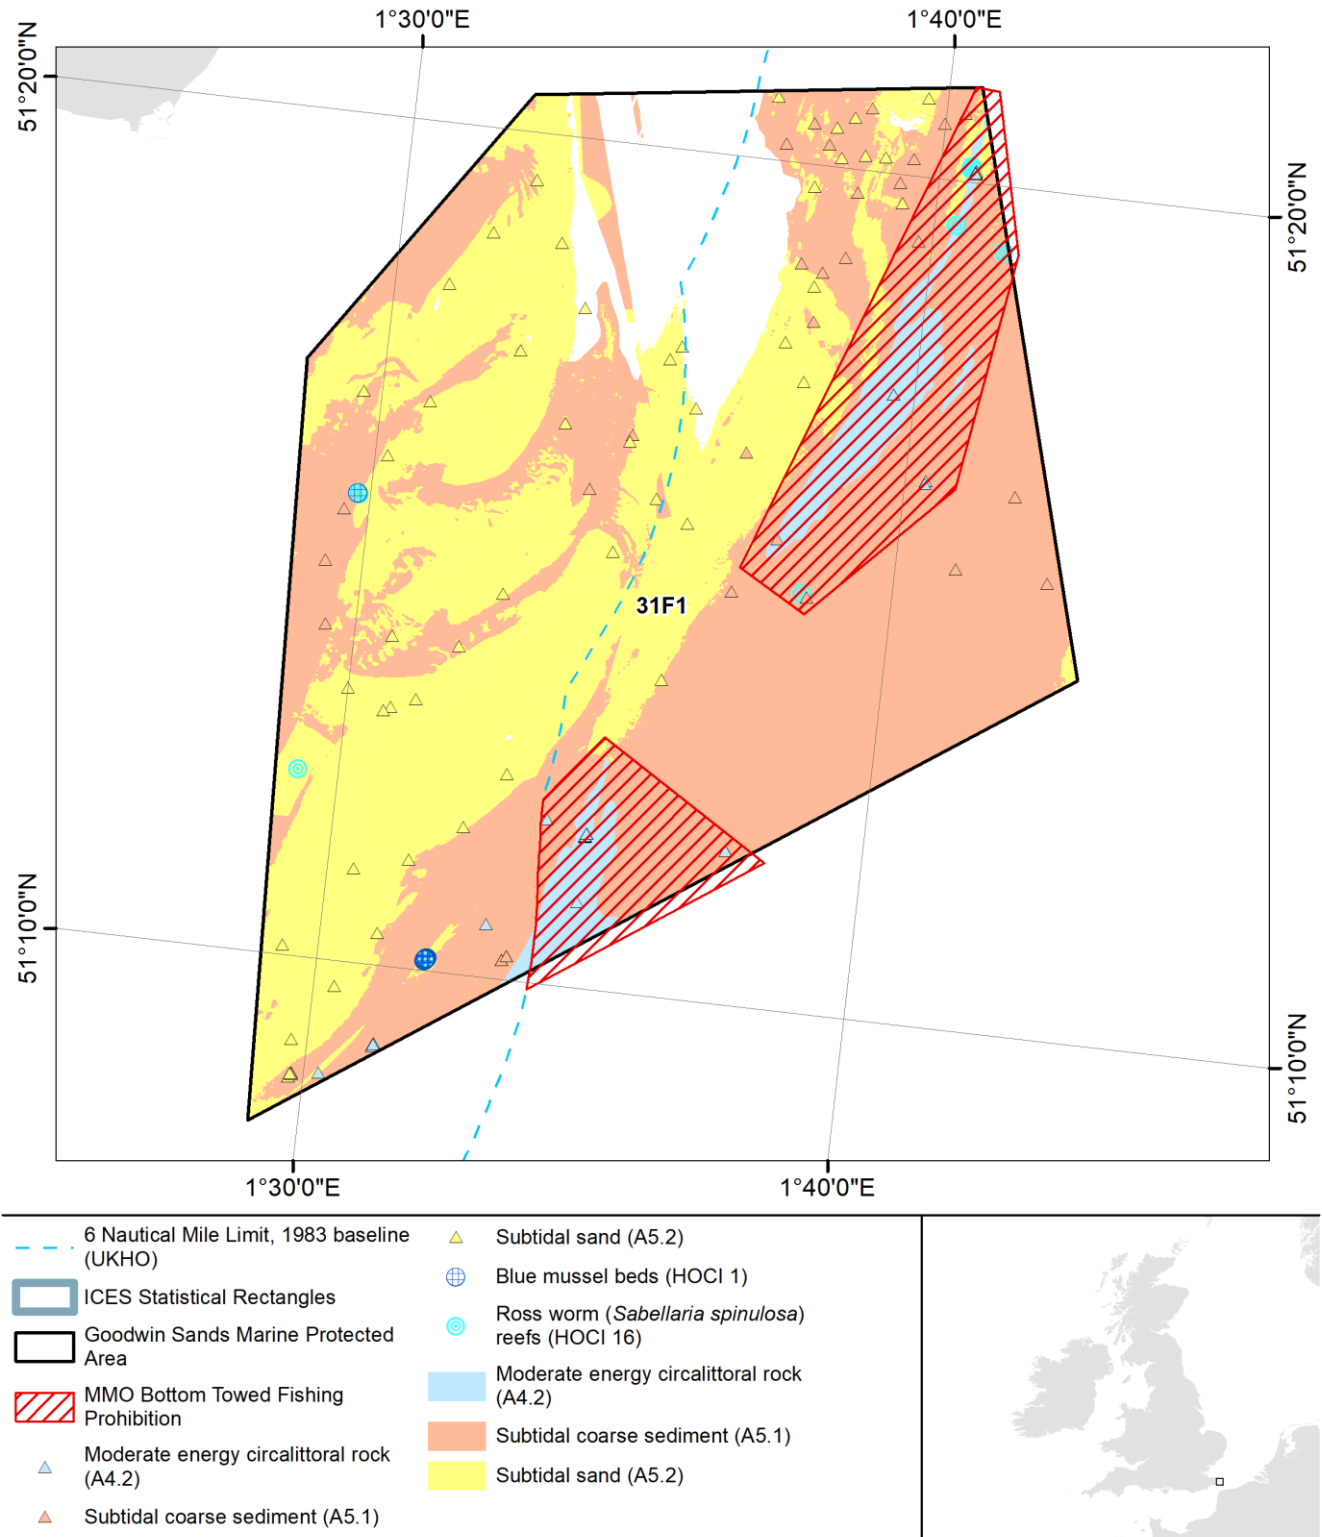 1°30'0"E
1°40'0"E
51°20'0"N
51°20'0"N
31F1
51°10'0"N
51°10'0"N
1°30'0"E
1°40'0"E
6 Nautical Mile Limit, 1983 baseline
(UKHO)
ICES Statistical Rectangles
Goodwin Sands Marine Protected
Area
MMO Bottom Towed Fishing
Prohibition
Moderate energy circalittoral rock
(A4.2)
Subtidal coarse sediment (A5.1)
Subtidal sand (A5.2)
Blue mussel beds (HOCI 1)
Ross worm (Sabellaria spinulosa)
reefs (HOCI 16)
Moderate energy circalittoral rock
(A4.2)
Subtidal coarse sediment (A5.1)
Subtidal sand (A5.2)